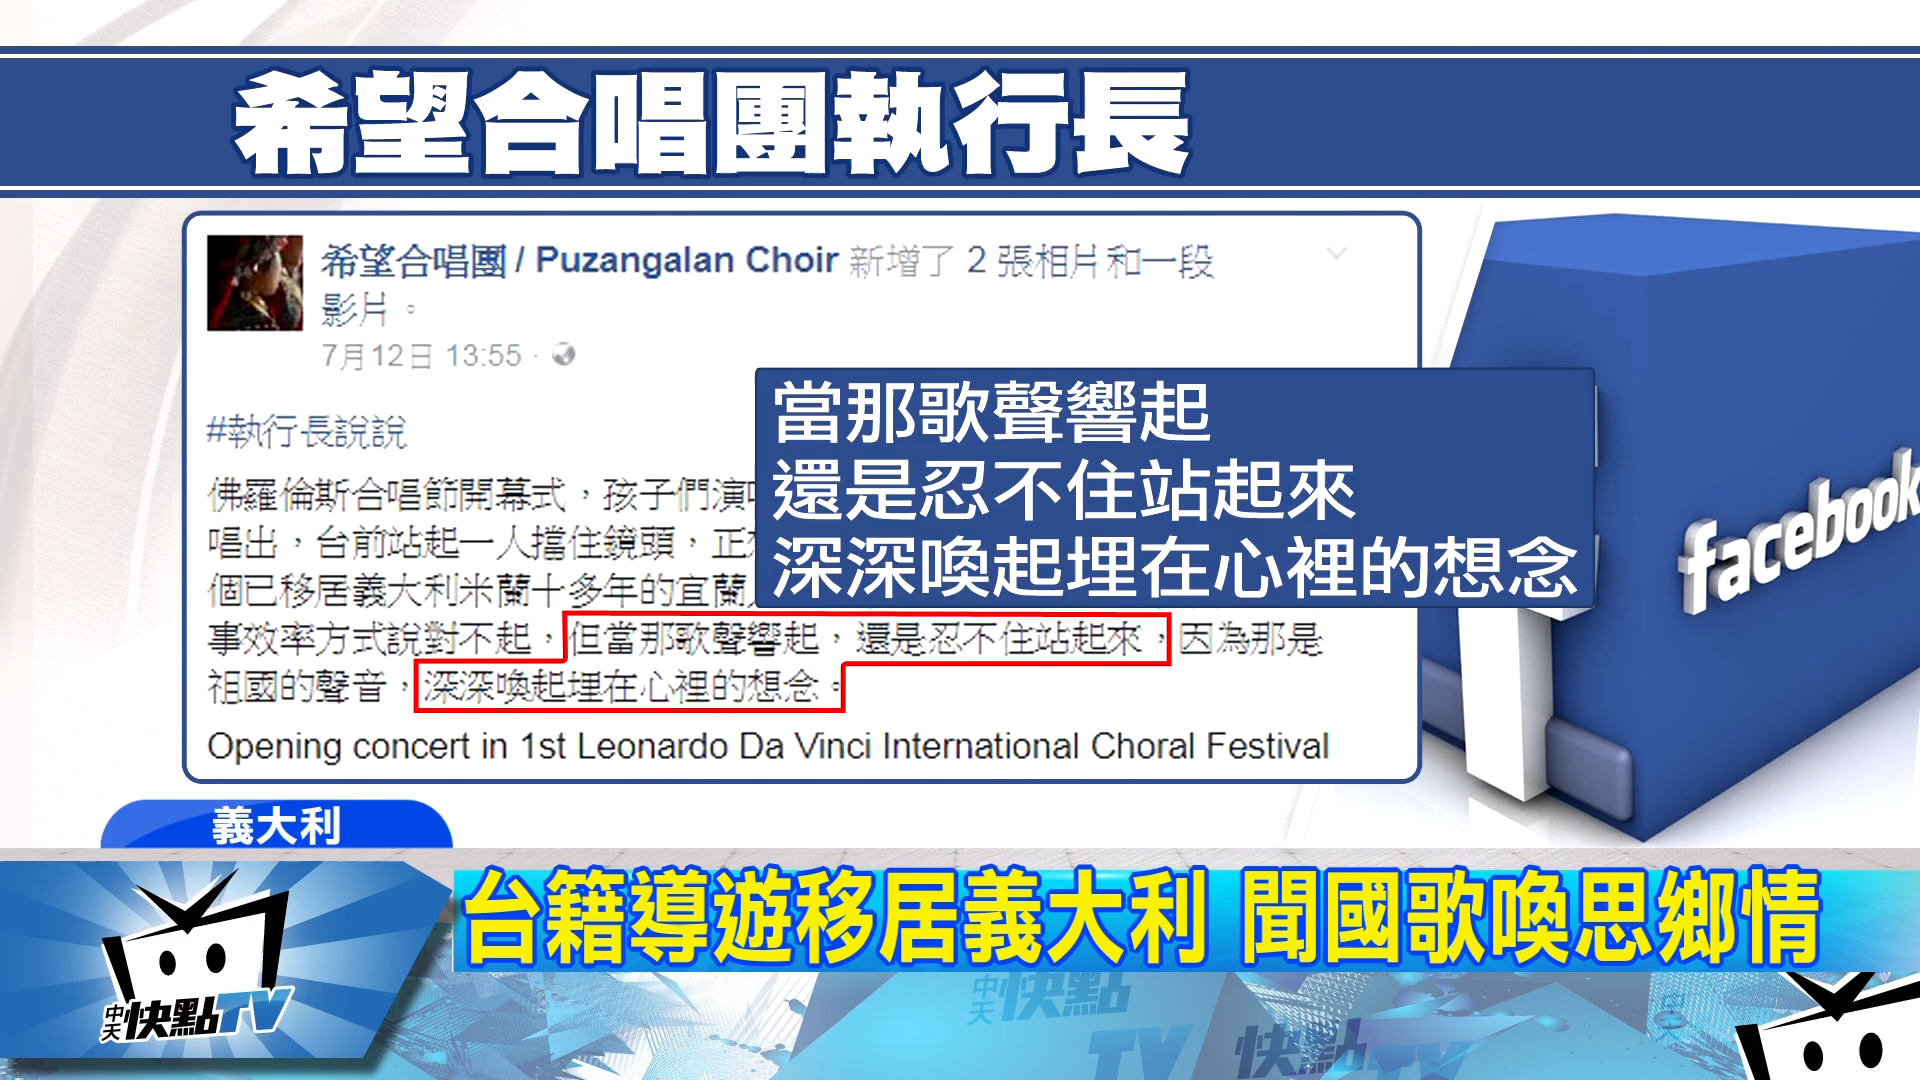 希望合唱團執行長
希望合唱團 / Puzangalan Choir 新增了 2 張相片和一段
影片。
7月12日 13:55 ·
#執行長說說
當那歌聲響起
還是忍不住站起來
深深喚起埋在心裡的想念
佛羅倫斯合唱節開幕式，孩子們演
唱出，台前站起一人擋住鏡頭，正
個已移居義大利米蘭十多年的宜蘭
事效率方式說對不起，但當那歌聲響起，還是忍不住站起來，因為那是
祖國的聲音，深深喚起埋在心裡的想念。
Opening concert in 1st Leonardo Da Vinci International Choral Festival
facebook
義大利
台籍導遊移居義大利 聞國歌喚思鄉情
中天快點TV
中天快點
TV
快點TV